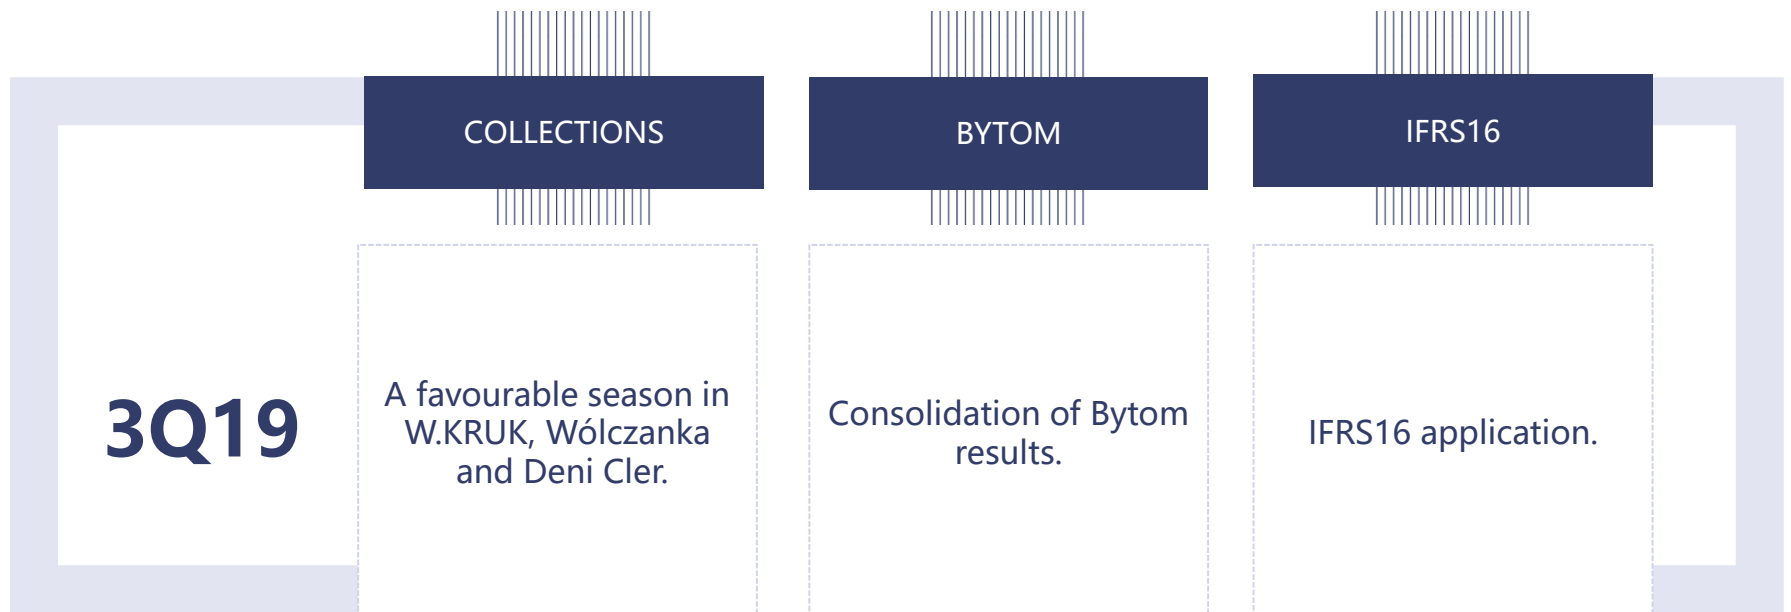 COLLECTIONS
BYTOM
IFRS16
3Q19
A favourable season in
W.KRUK, Wólczanka
and Deni Cler.
Consolidation of Bytom
results.
IFRS16 application.